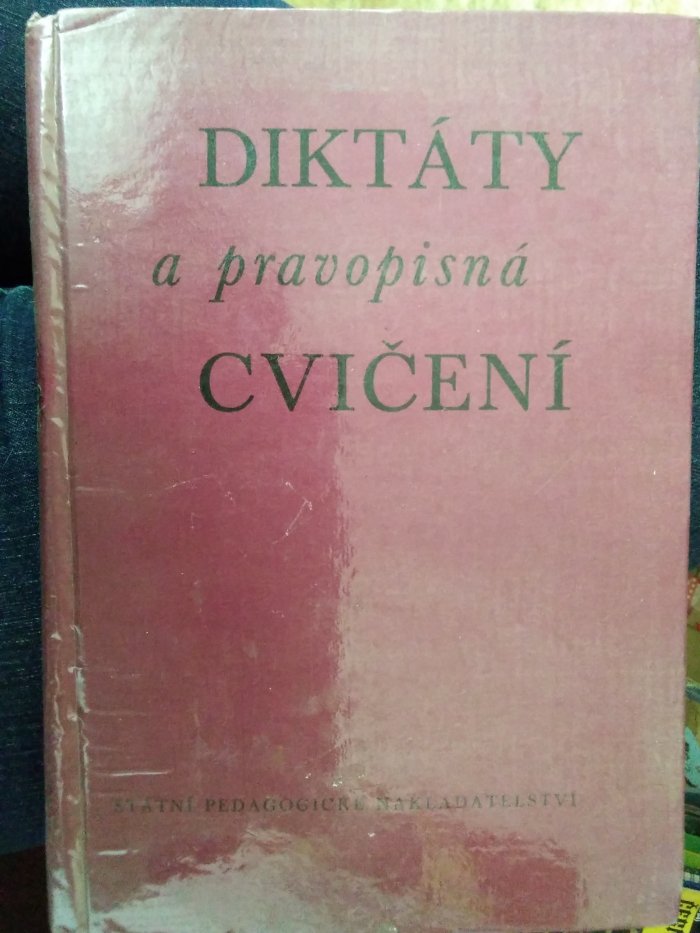 DIKTÁTY
a pravopisná
CVIČENÍ
STÁTNÍ PEDAGOGICKÉ NAKLADATELSTVÍ